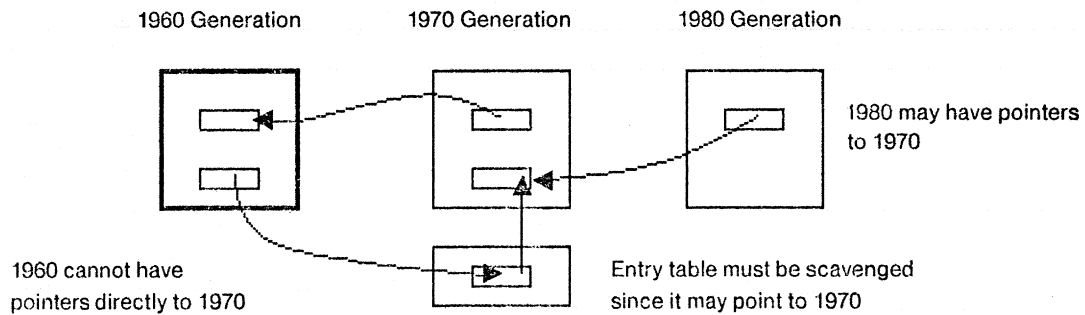 1960 Generation
1970 Generation
1980 Generation
1980 may have pointers
to 1970
1960 cannot have
pointers directly to 1970
Entry table must be scavenged
since it may point to 1970